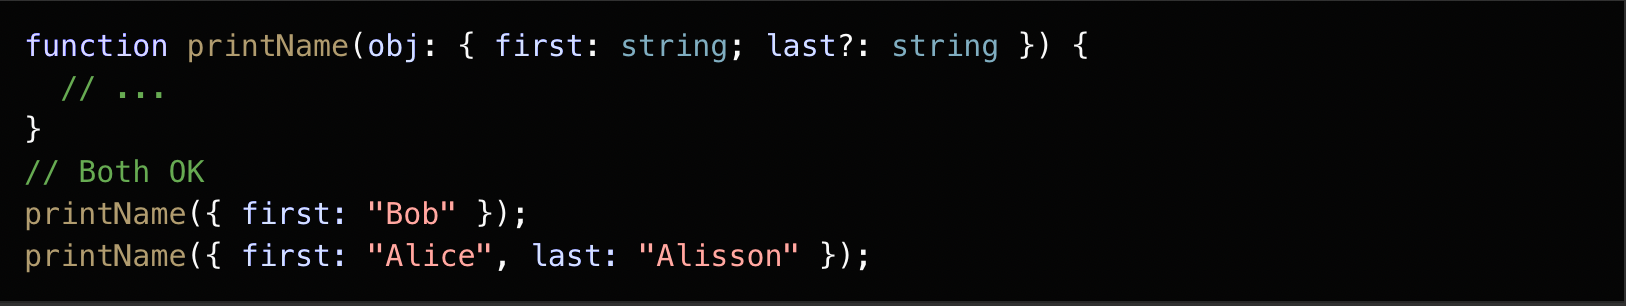 function printName(obj: { first: string; last?: string }) {
  // ...
}
// Both OK
printName({ first: "Bob" });
printName({ first: "Alice", last: "Alisson" });